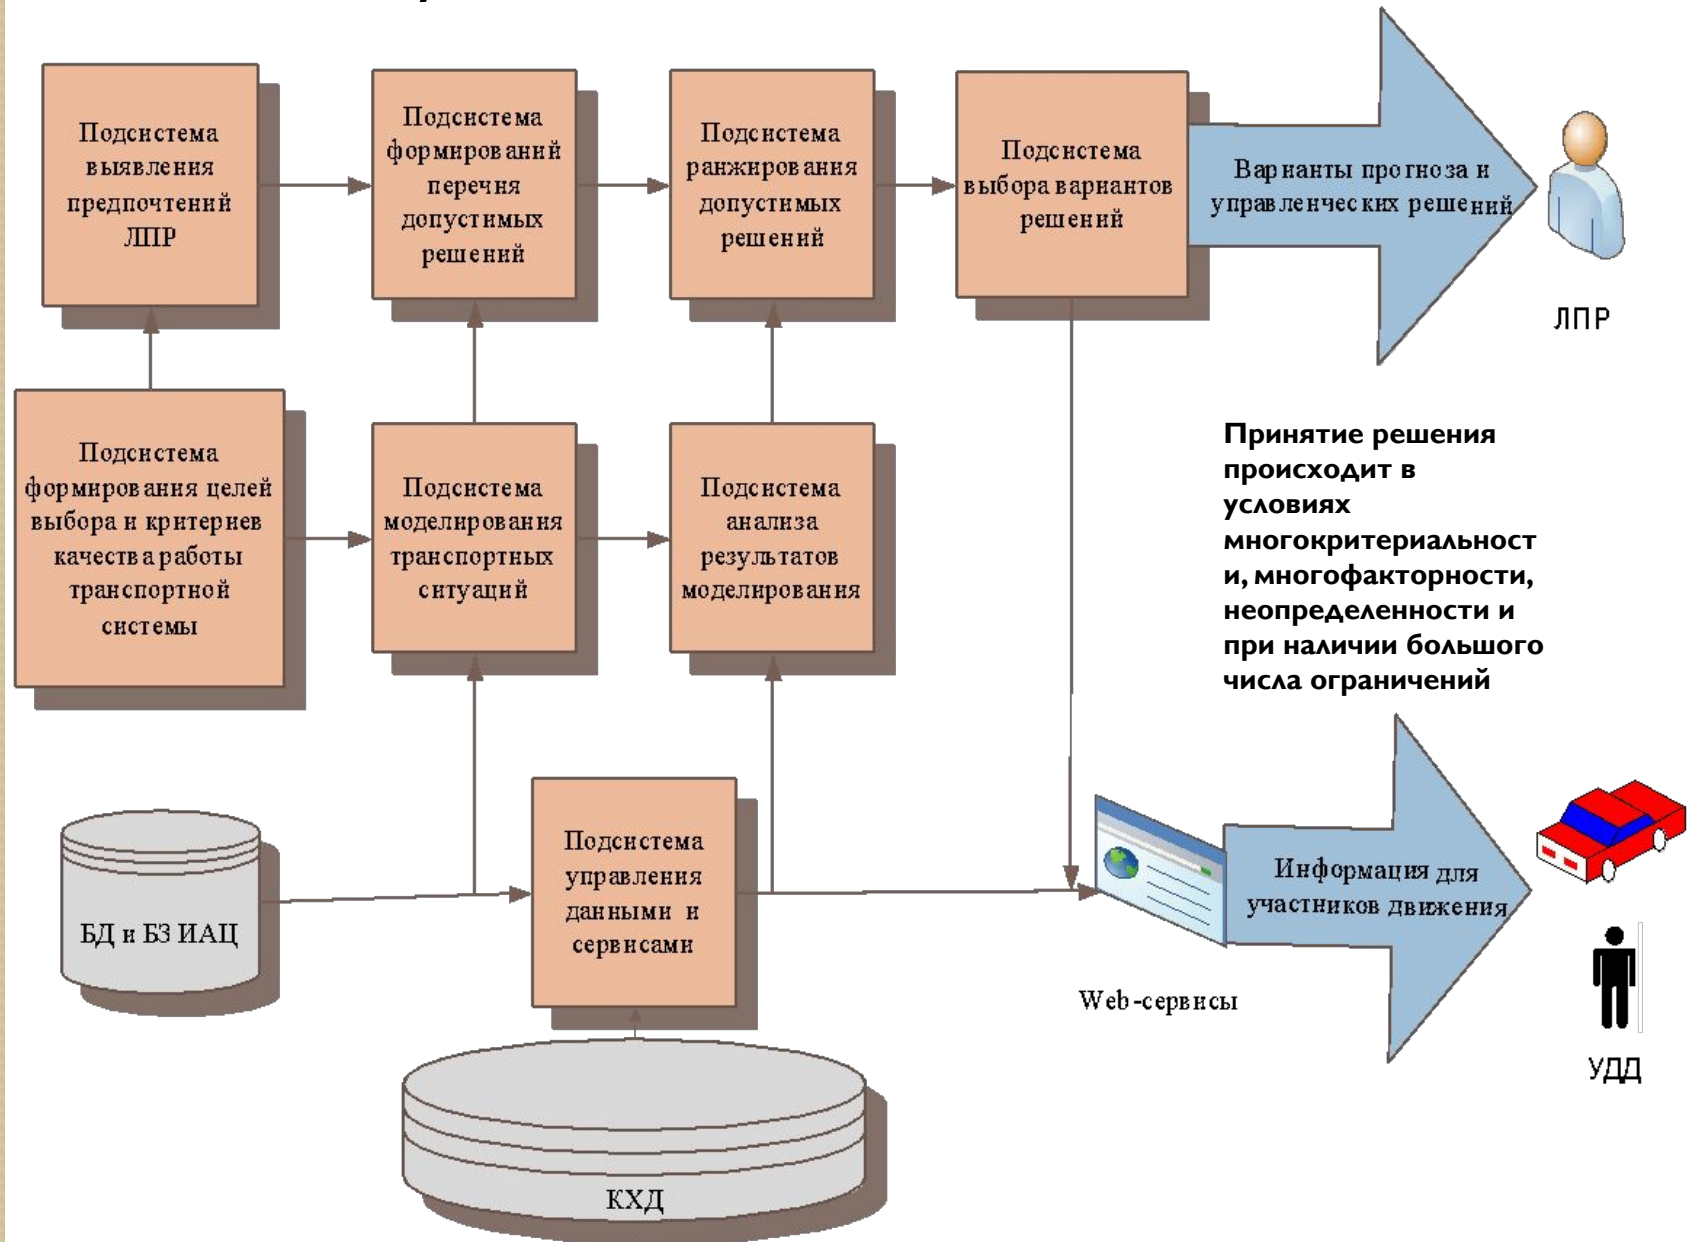 Подсистема
выявления
предпочтений
ЛПР
Подсистема
формирований
перечня
допустимых
решений
Подсистема
ранжирования
допустимых
решений
Подсистема
выбора вариантов
решений
Варианты прогноза и
управленческих решений
ЛПР
Подсистема
формирования целей
выбора и критериев
качества работы
транспортной
системы
Подсистема
моделирования
транспортных
ситуаций
Подсистема
анализа
результатов
моделирования
Принятие решения
происходит в
условиях
многокритериальност
и, многофакторности,
неопределенности и
при наличии большого
числа ограничений
БД и БЗ ИАЦ
Подсистема
управления
данными и
сервисами
Web-сервисы
Информация для
участников движения
УДД
КХД